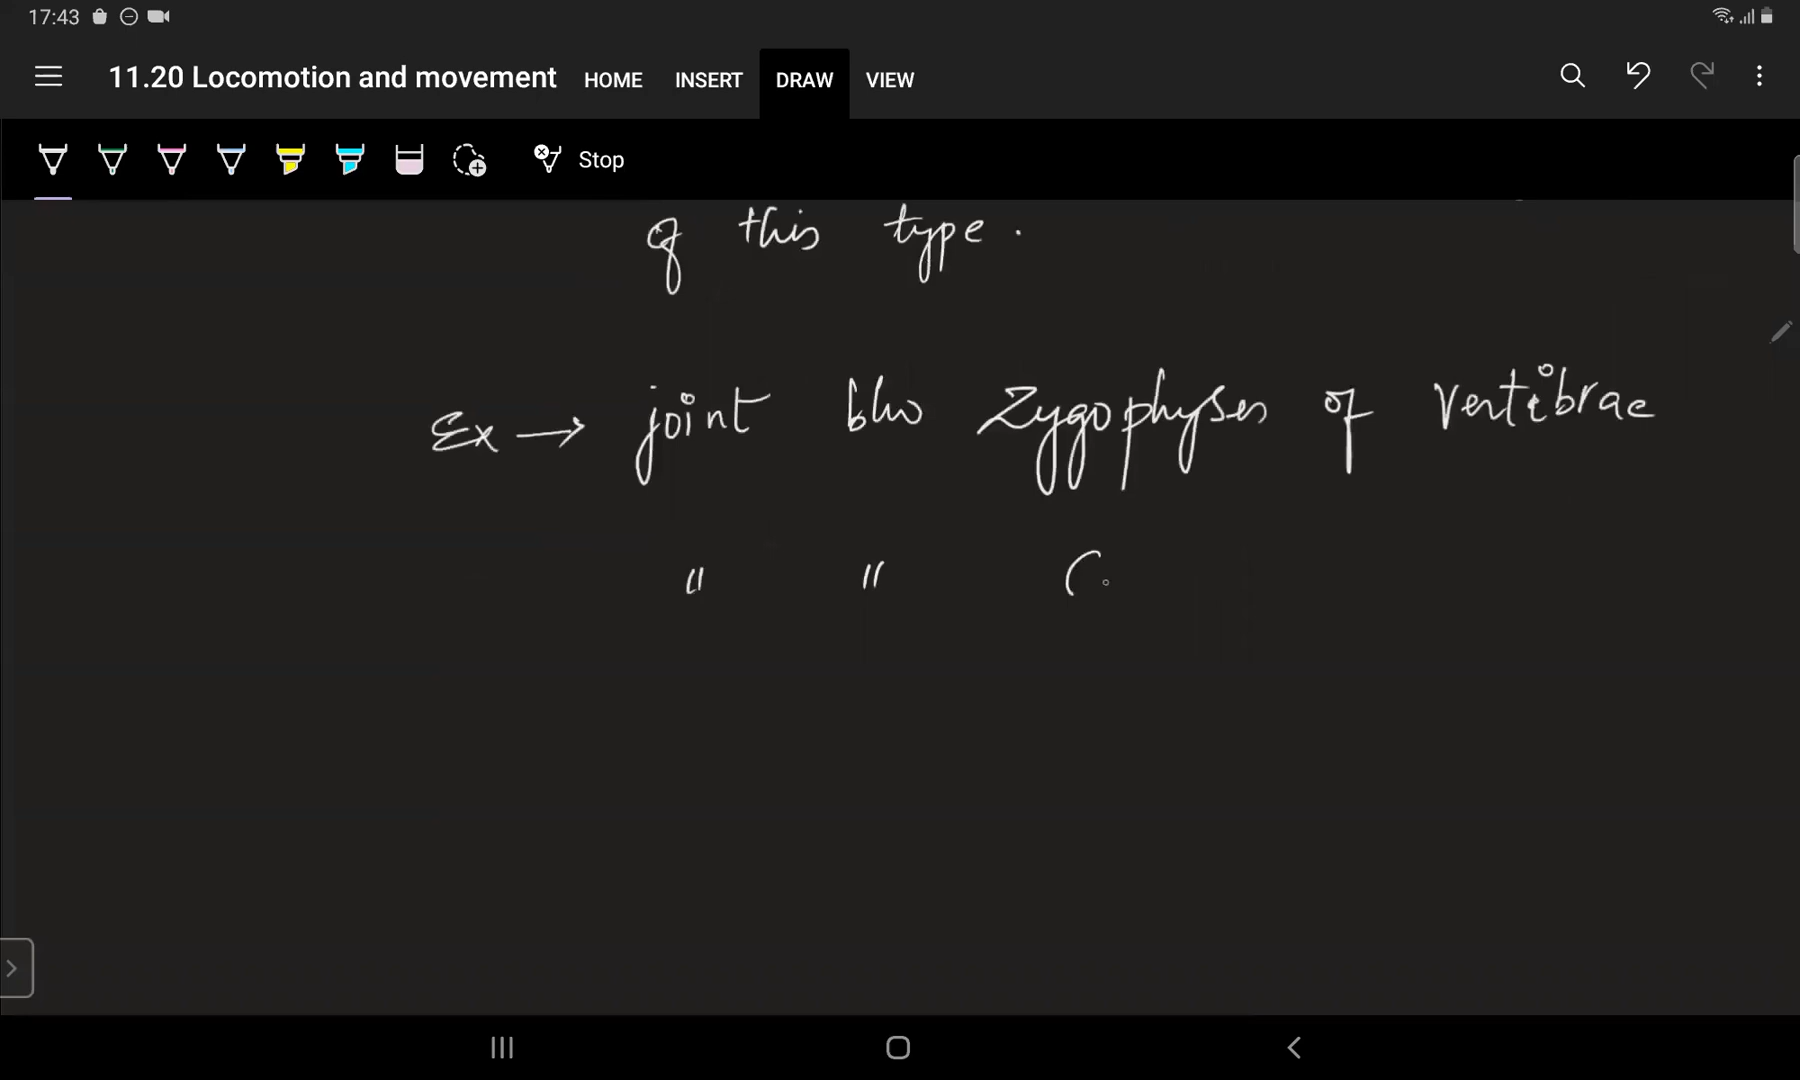 17:43
11.20 Locomotion and movement HOME INSERT DRAW VIEW
Stop
of this type .
Ex → joint b/w Zygophyses of Vertebrae
" " (